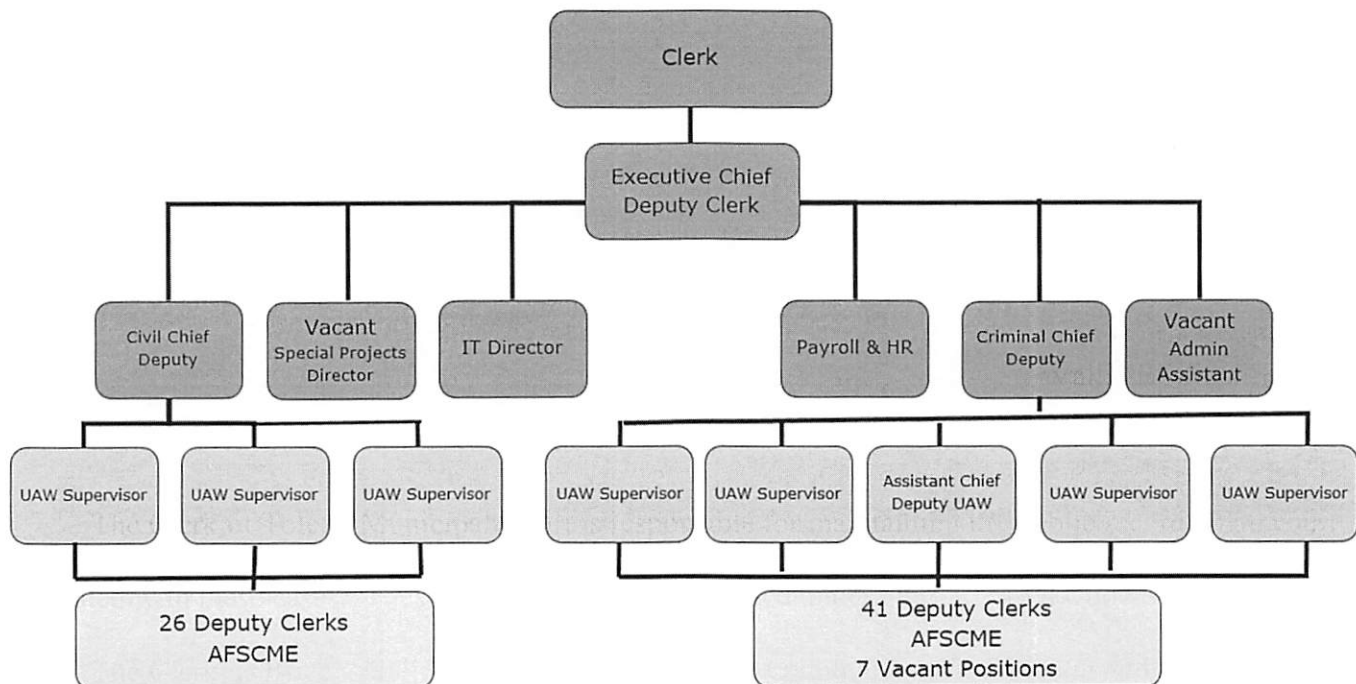 Clerk
Executive Chief
Deputy Clerk
Civil Chief
Deputy
Vacant
Special Projects
Director
IT Director
Payroll & HR
Criminal Chief
Deputy
Vacant
Admin
Assistant
UAW Supervisor
UAW Supervisor
UAW Supervisor
UAW Supervisor
UAW Supervisor
Assistant Chief
Deputy UAW
UAW Supervisor
UAW Supervisor
26 Deputy Clerks
AFSCME
41 Deputy Clerks
AFSCME
7 Vacant Positions